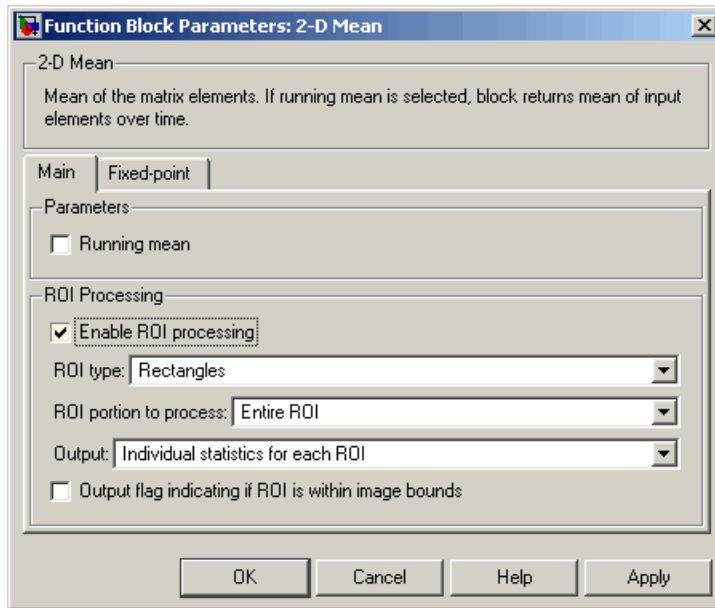 Function Block Parameters: 2-D Mean
2-D Mean
Mean of the matrix elements. If running mean is selected, block returns mean of input
elements over time.
Main
Fixed-point
Parameters
Running mean
ROI Processing
Enable ROI processing
ROI type: Rectangles
ROI portion to process: Entire ROI
Output: Individual statistics for each ROI
Output flag indicating if ROI is within image bounds
OK
Cancel
Help
Apply